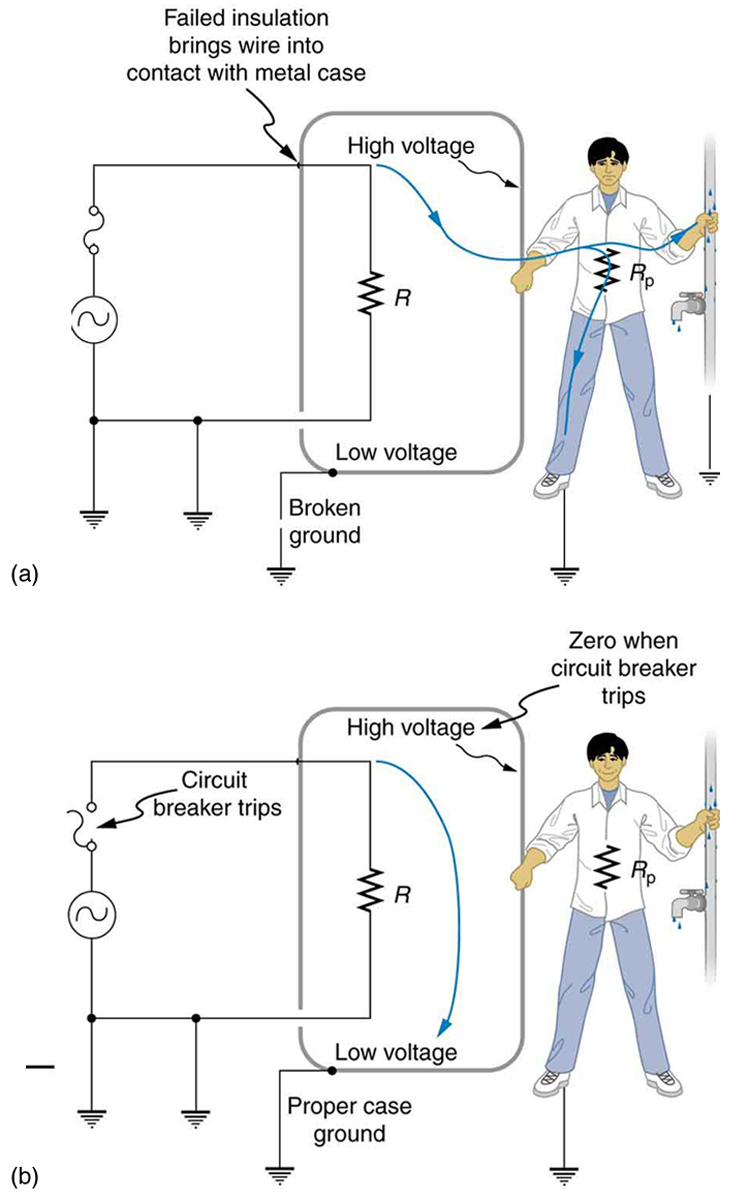 Failed insulation
brings wire into
contact with metal case
High voltage
R
Rp
Low voltage
Broken
ground
(a)
Zero when
circuit breaker
trips
High voltage
Circuit
breaker trips
R
Rp
Low voltage
Proper case
ground
(b)